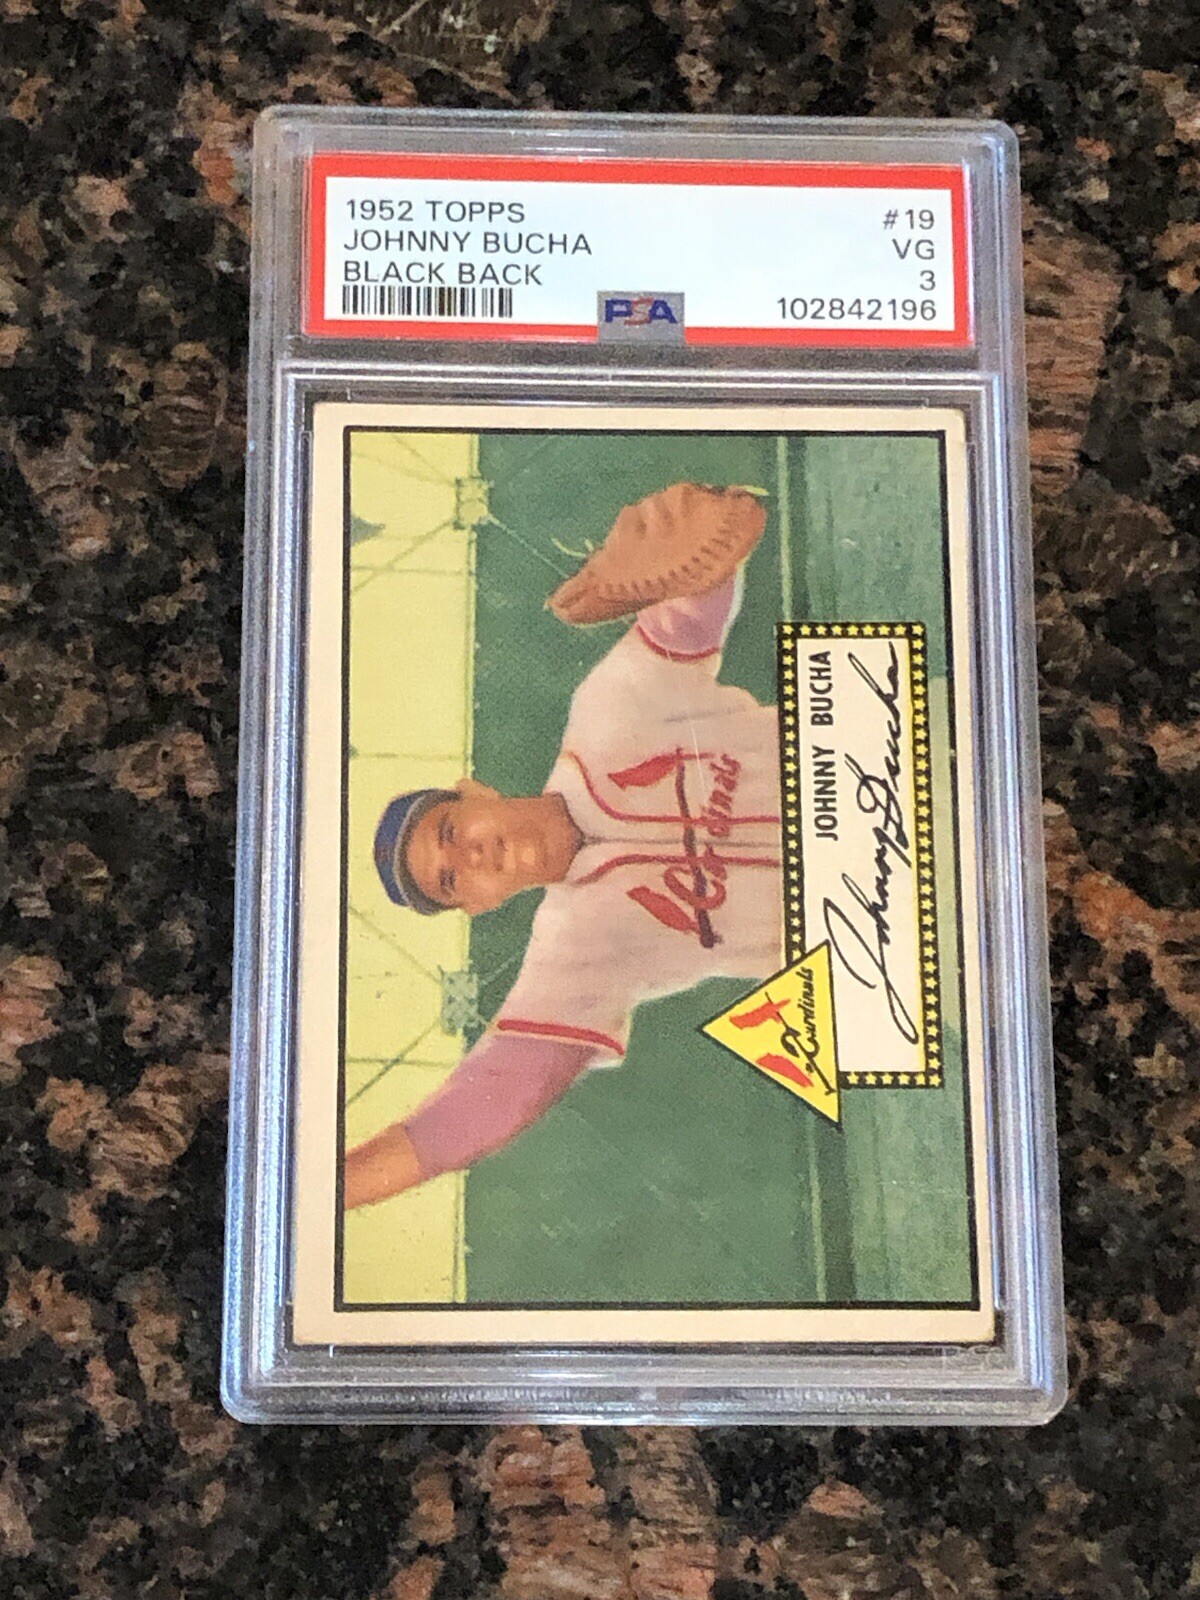 1952 TOPPS #19
JOHNNY BUCHA VG
BLACK BACK 3
PSA 102842196
JOHNNY BUCHA
Johnny Bucha
Cardinals
Cardinals